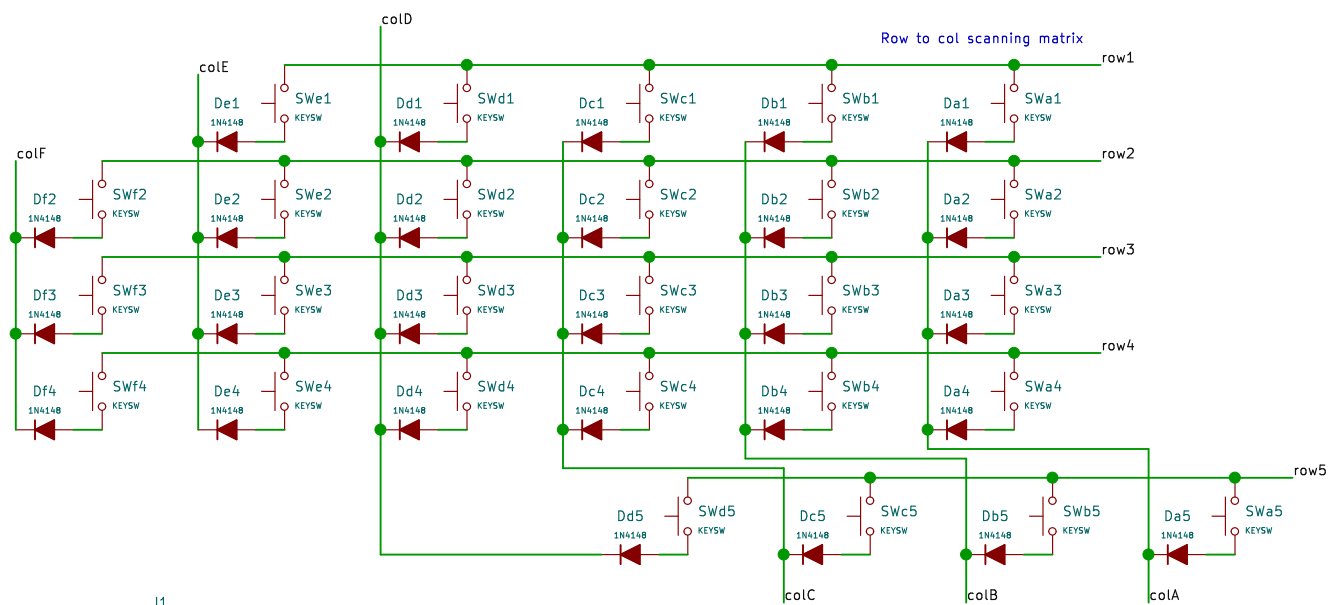 colD
Row to col scanning matrix
row1
colE
De1 1N4148 SWe1 KEYSW
Dd1 1N4148 SWd1 KEYSW
Dc1 1N4148 SWc1 KEYSW
Db1 1N4148 SWb1 KEYSW
Da1 1N4148 SWa1 KEYSW
colF
row2
Df2 1N4148 SWf2 KEYSW
De2 1N4148 SWe2 KEYSW
Dd2 1N4148 SWd2 KEYSW
Dc2 1N4148 SWc2 KEYSW
Db2 1N4148 SWb2 KEYSW
Da2 1N4148 SWa2 KEYSW
row3
Df3 1N4148 SWf3 KEYSW
De3 1N4148 SWe3 KEYSW
Dd3 1N4148 SWd3 KEYSW
Dc3 1N4148 SWc3 KEYSW
Db3 1N4148 SWb3 KEYSW
Da3 1N4148 SWa3 KEYSW
row4
Df4 1N4148 SWf4 KEYSW
De4 1N4148 SWe4 KEYSW
Dd4 1N4148 SWd4 KEYSW
Dc4 1N4148 SWc4 KEYSW
Db4 1N4148 SWb4 KEYSW
Da4 1N4148 SWa4 KEYSW
row5
Dd5 1N4148 SWd5 KEYSW
Dc5 1N4148 SWc5 KEYSW
Db5 1N4148 SWb5 KEYSW
Da5 1N4148 SWa5 KEYSW
colC
colB
colA